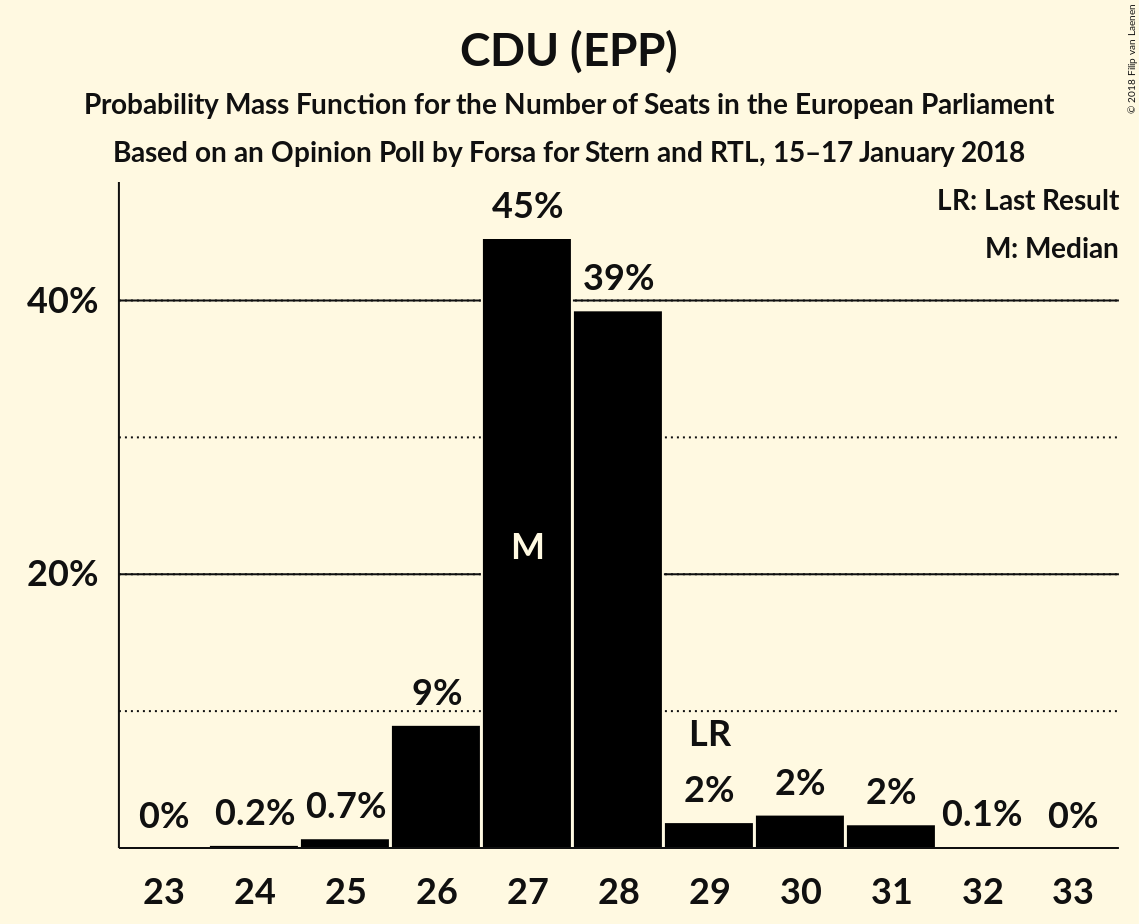 CDU (EPP)
Probability Mass Function for the Number of Seats in the European Parliament
Based on an Opinion Poll by Forsa for Stern and RTL, 15–17 January 2018
© 2018 Filip van Laenen
LR: Last Result
M: Median
45%
39%
40%
M
20%
9%
LR
0% 0.2% 0.7% 2% 2% 2% 0.1% 0%
23 24 25 26 27 28 29 30 31 32 33